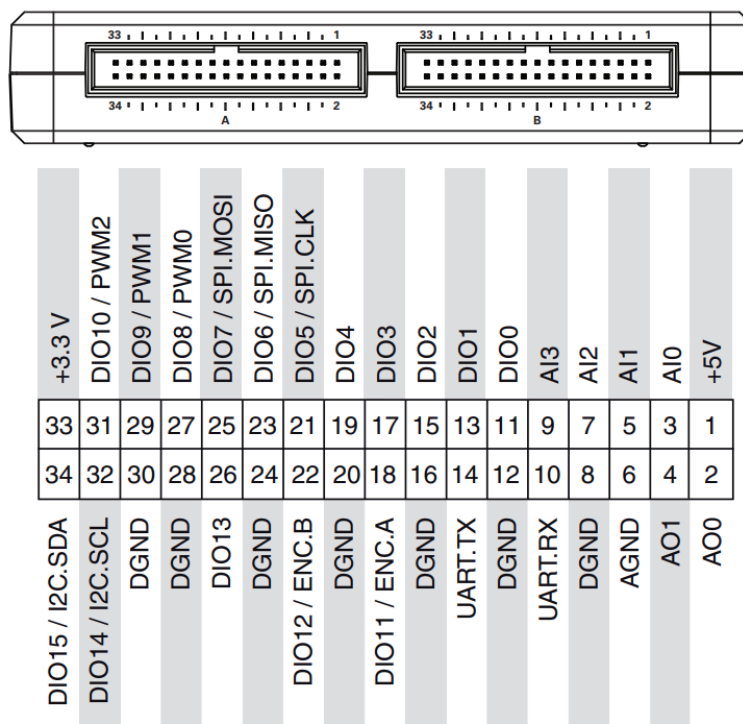 33 1 33 1
34 2 34 2
A B
+3.3 V DIO10 / PWM2 DIO9 / PWM1 DIO8 / PWM0 DIO7 / SPI.MOSI DIO6 / SPI.MISO DIO5 / SPI.CLK DIO4 DIO3 DIO2 DIO1 DIO0 AI3 AI2 AI1 AI0 +5V
33 31 29 27 25 23 21 19 17 15 13 11 9 7 5 3 1
34 32 30 28 26 24 22 20 18 16 14 12 10 8 6 4 2
DIO15 / I2C.SDA DIO14 / I2C.SCL DGND DGND DIO13 DGND DIO12 / ENC.B DGND DIO11 / ENC.A DGND UART.TX DGND UART.RX DGND AGND AO1 AO0